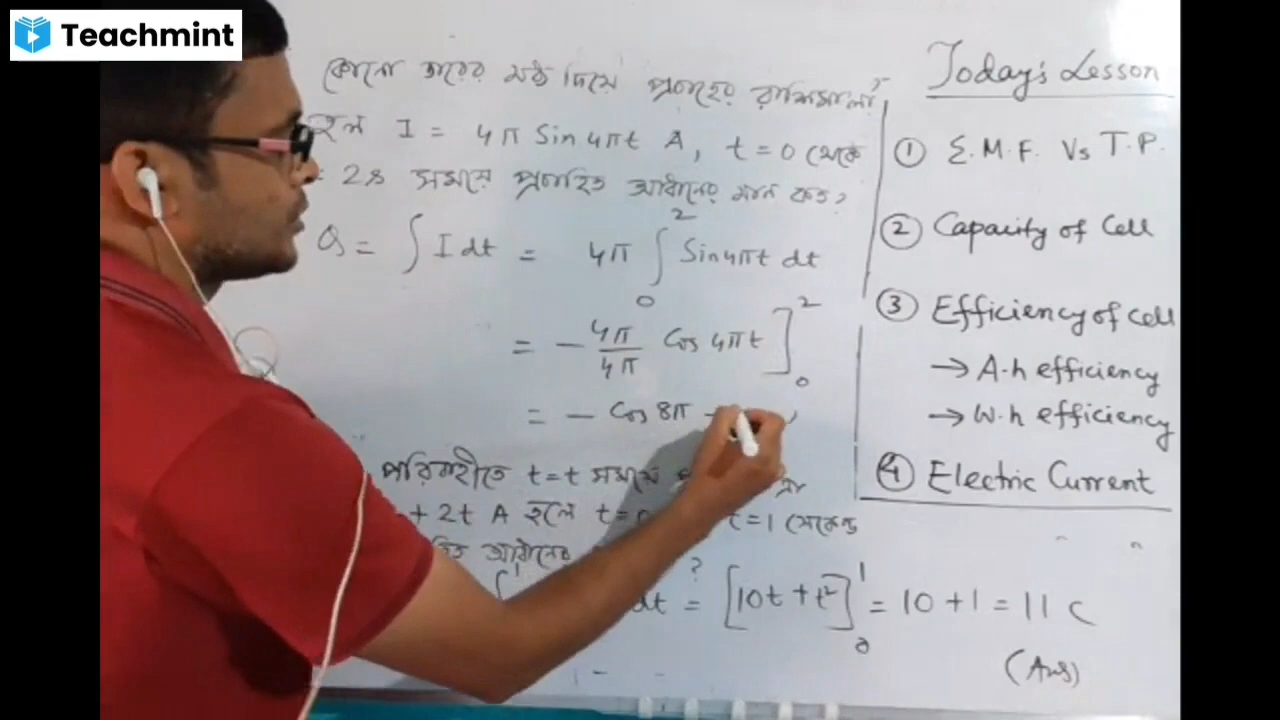 Teachmint
কোনো তারের মধ্য দিয়ে প্রবাহের রাশিমালা
হল I = 4π Sin 4πt A, t = 0 থেকে
= 2s সময়ে প্রবাহিত আধানের মান কত?
Q = ∫ I dt = 4π ∫₀² Sin4πt dt
= - 4π/4π Cos 4πt ]₀²
= - Cos 8π -
পরিবাহীতে t=t সময়ে
+ 2t A হলে t= t=1 সেকেন্ড
আধানের ?
dt = [10t + t²]₀¹ = 10 + 1 = 11 C
(Ans)
Today's Lesson
① E.M.F. Vs T.P.
② Capacity of Cell
③ Efficiency of Cell
→ A.h efficiency
→ W.h efficiency
④ Electric Current